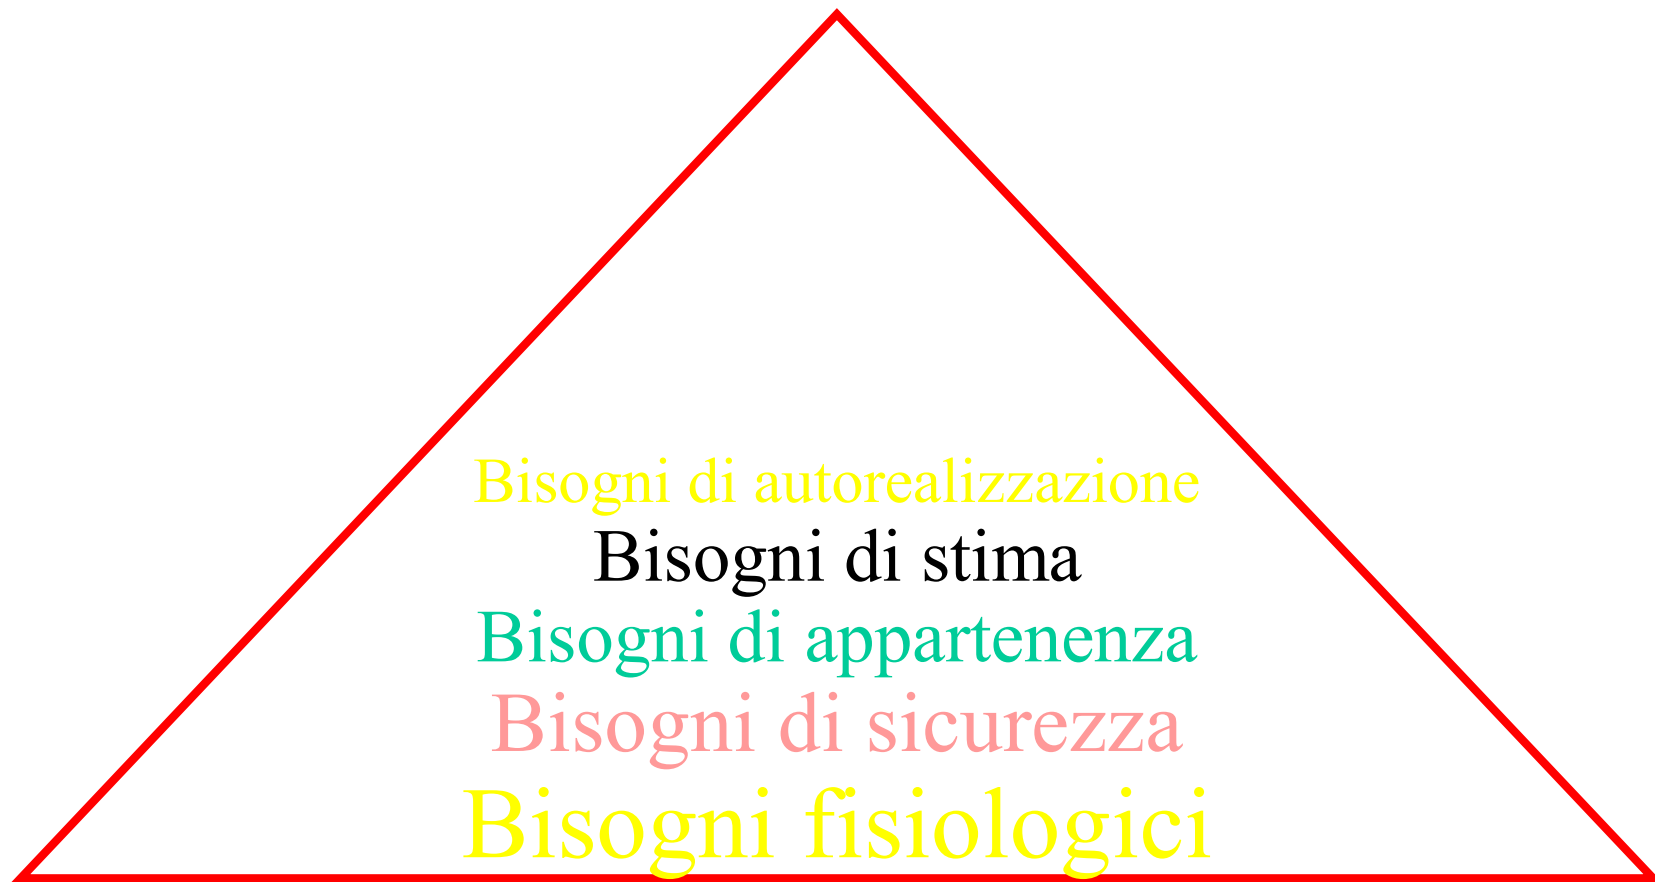 Bisogni di autorealizzazione
Bisogni di stima
Bisogni di appartenenza
Bisogni di sicurezza
Bisogni fisiologici